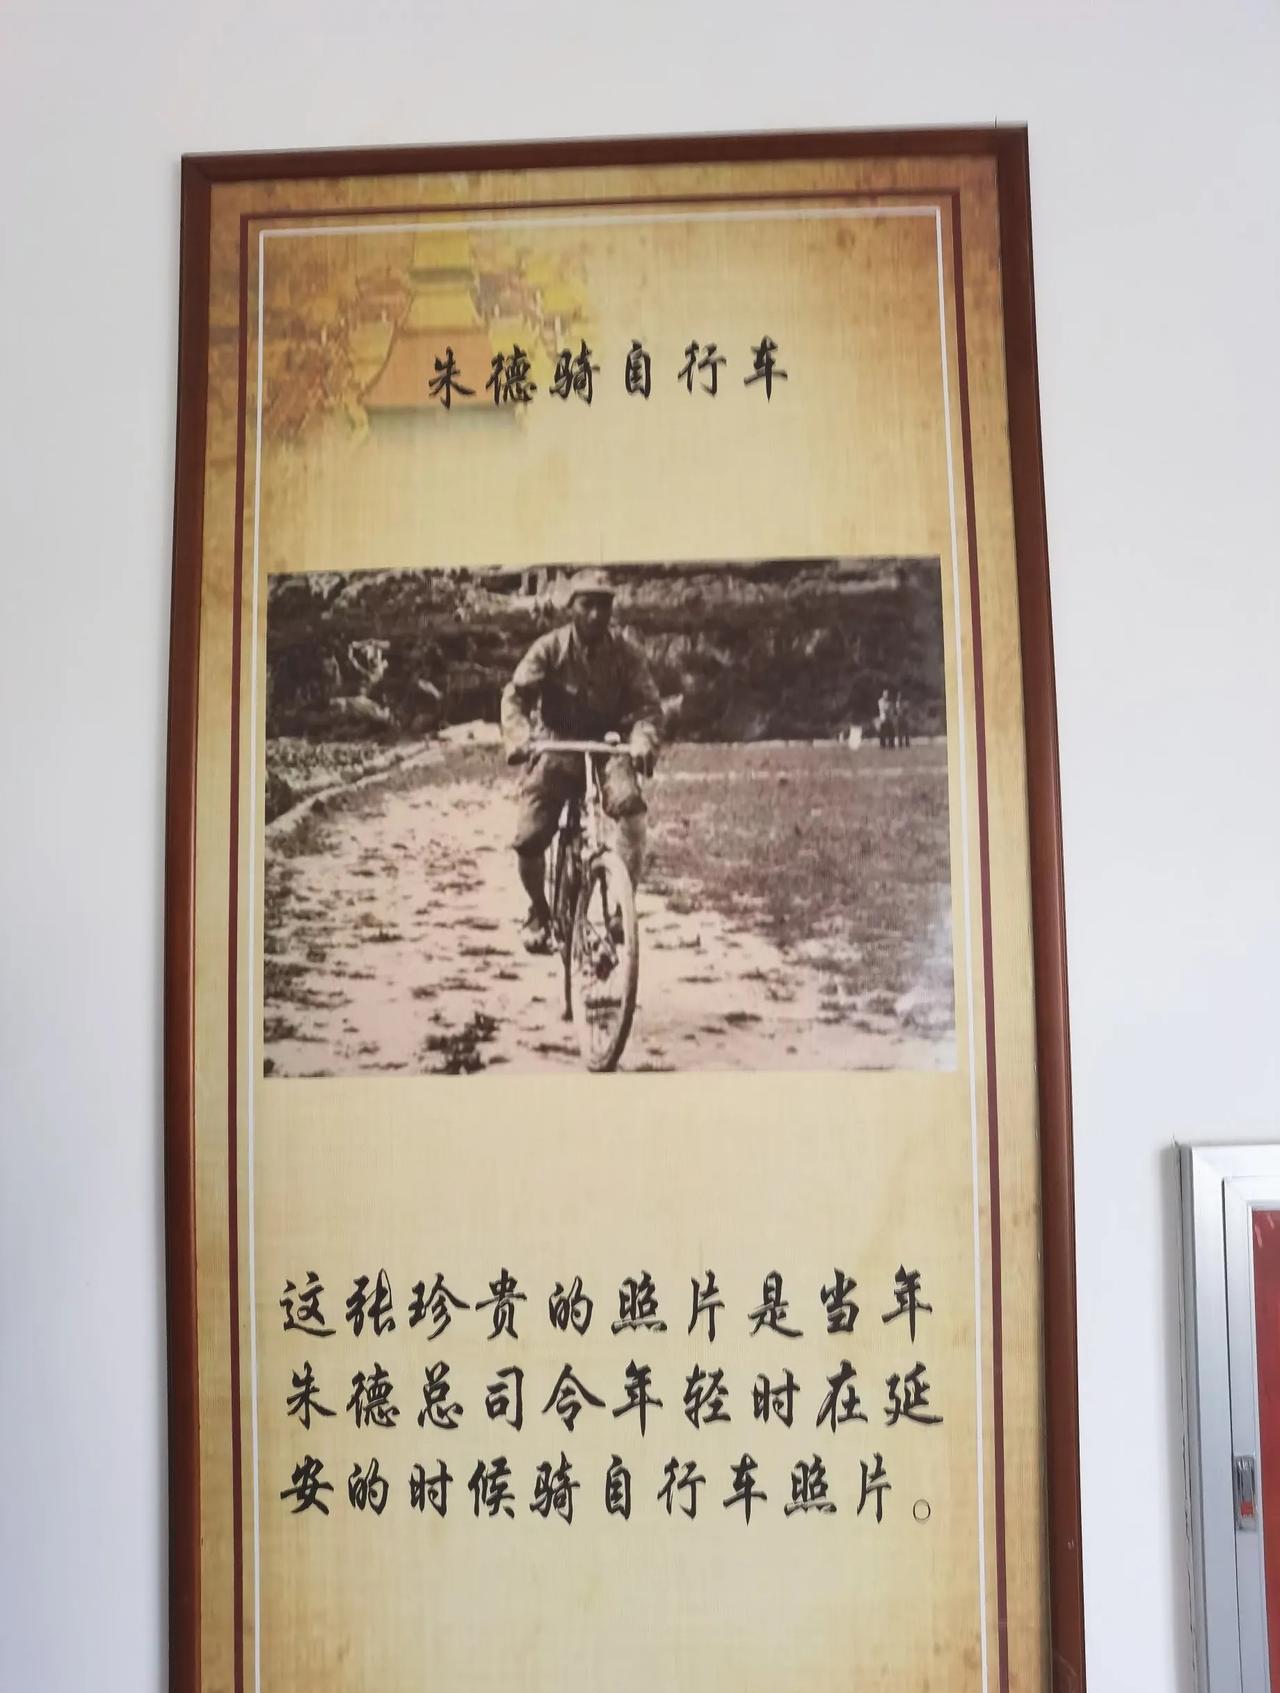 朱德骑自行车
这张珍贵的照片是当年
朱德总司令年轻时在延
安的时候骑自行车照片。